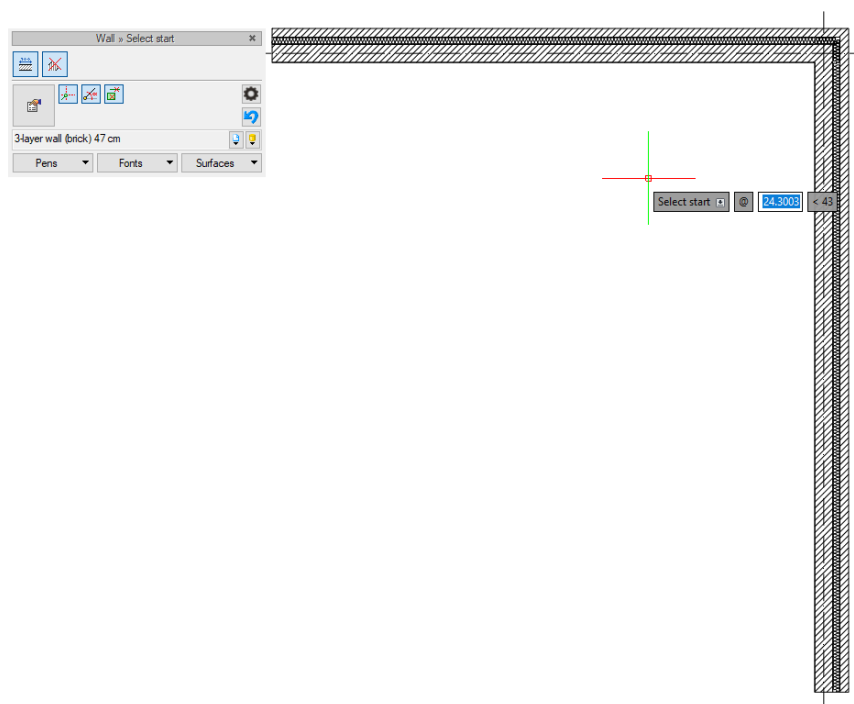 Wall » Select start
3-layer wall (brick) 47 cm
Pens Fonts Surfaces
Select start @ 24.3003 < 43